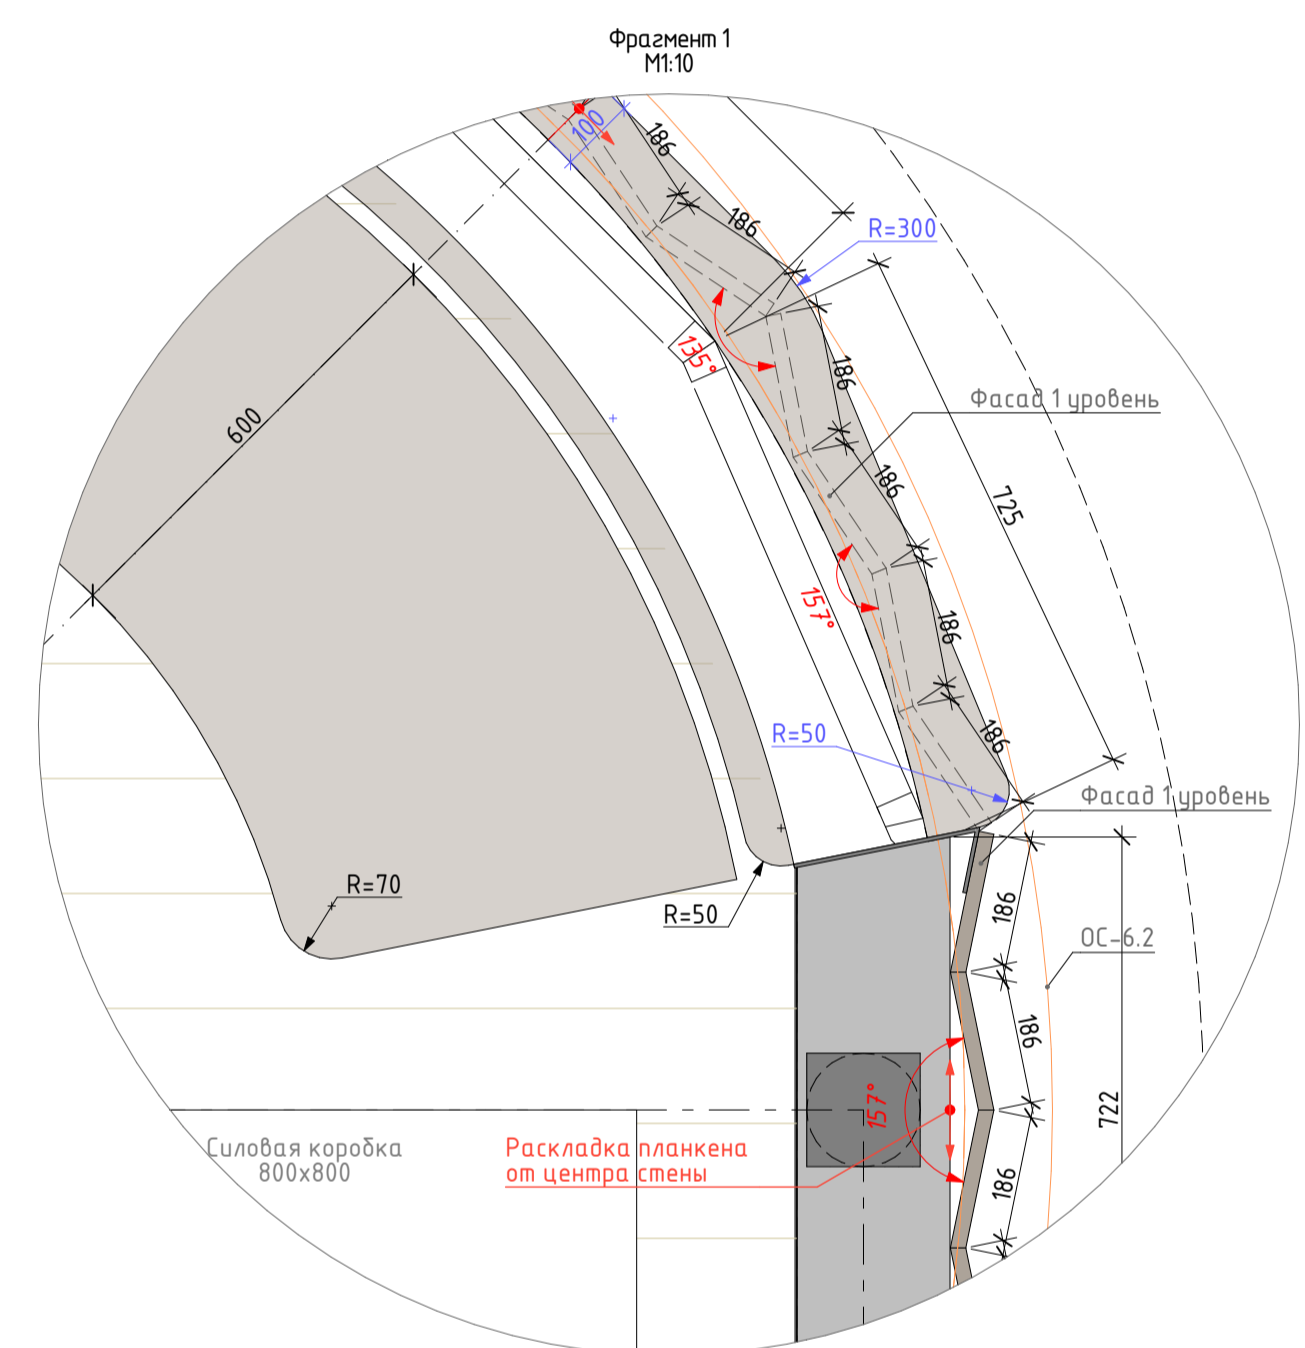 Фрагмент 1
М1:10
100
186
186
R=300
135°
186
Фасад 1 уровень
600
186
725
157°
186
R=50
186
Фасад 1 уровень
R=70
R=50
186
ОС-6.2
186
722
157°
Силовая коробка
800х800
Раскладка планкена
от центра стены
186